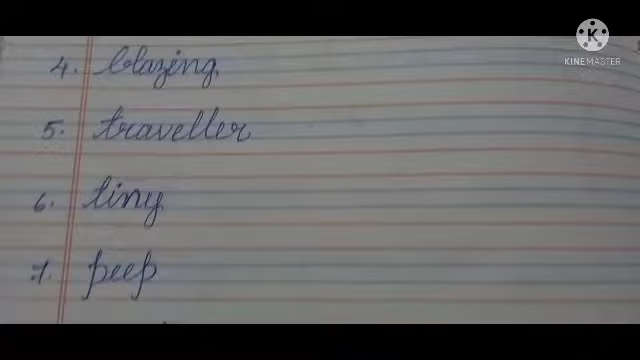 4. blazing
5. traveller
6. tiny
7. peep
K
KINEMASTER